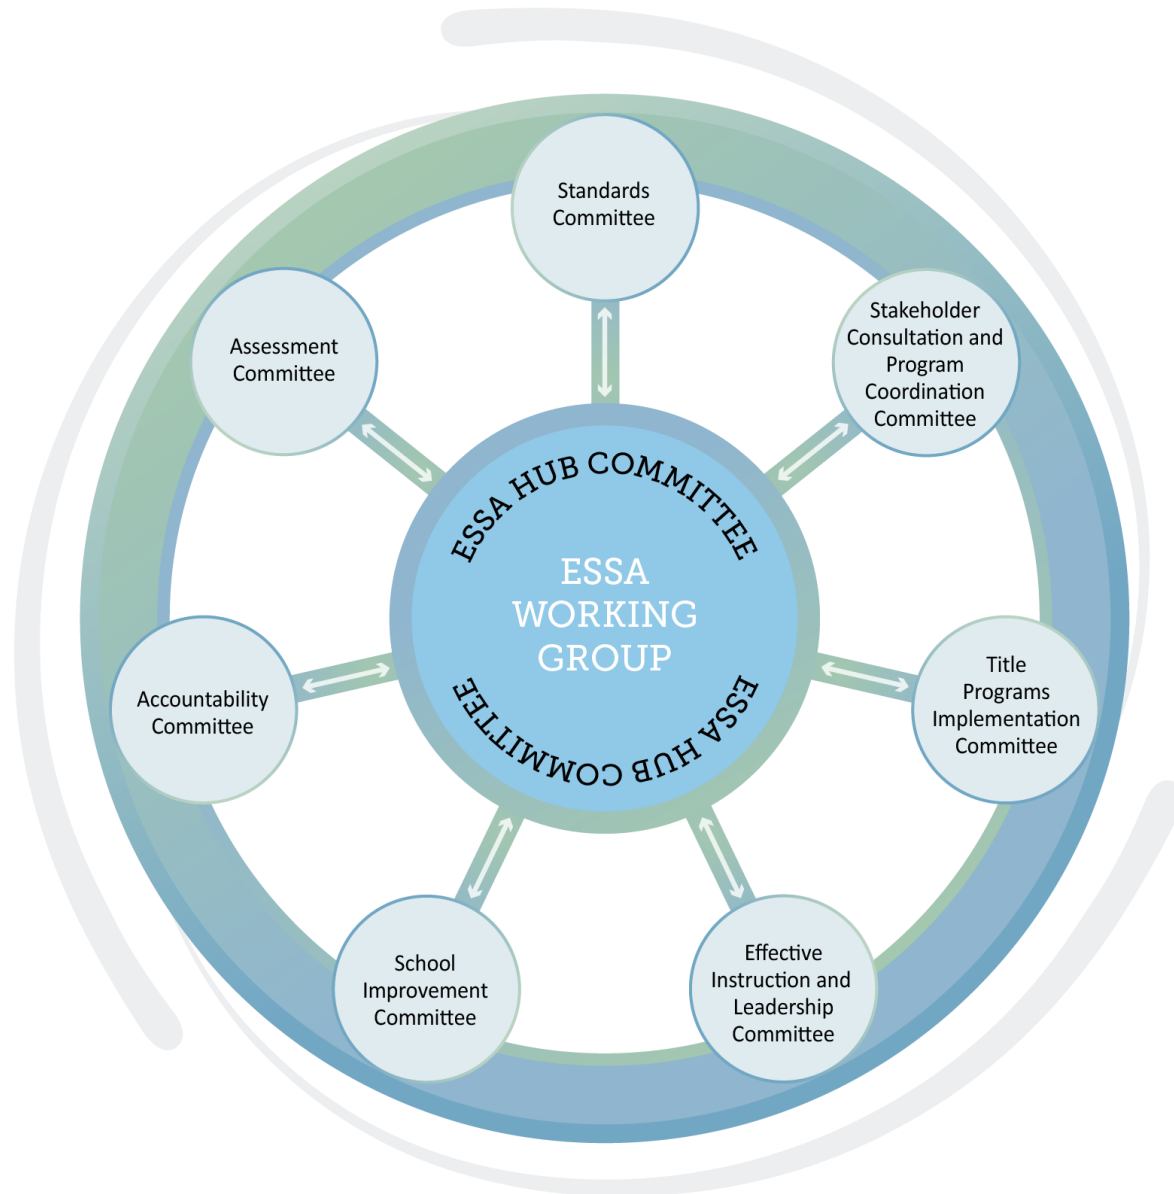 Standards
Committee
Stakeholder
Consultation and
Program
Coordination
Committee
Assessment
Committee
ESSA HUB COMMITTEE
ESSA
WORKING
GROUP
ESSA HUB COMMITTEE
Title
Programs
Implementation
Committee
Accountability
Committee
School
Improvement
Committee
Effective
Instruction and
Leadership
Committee